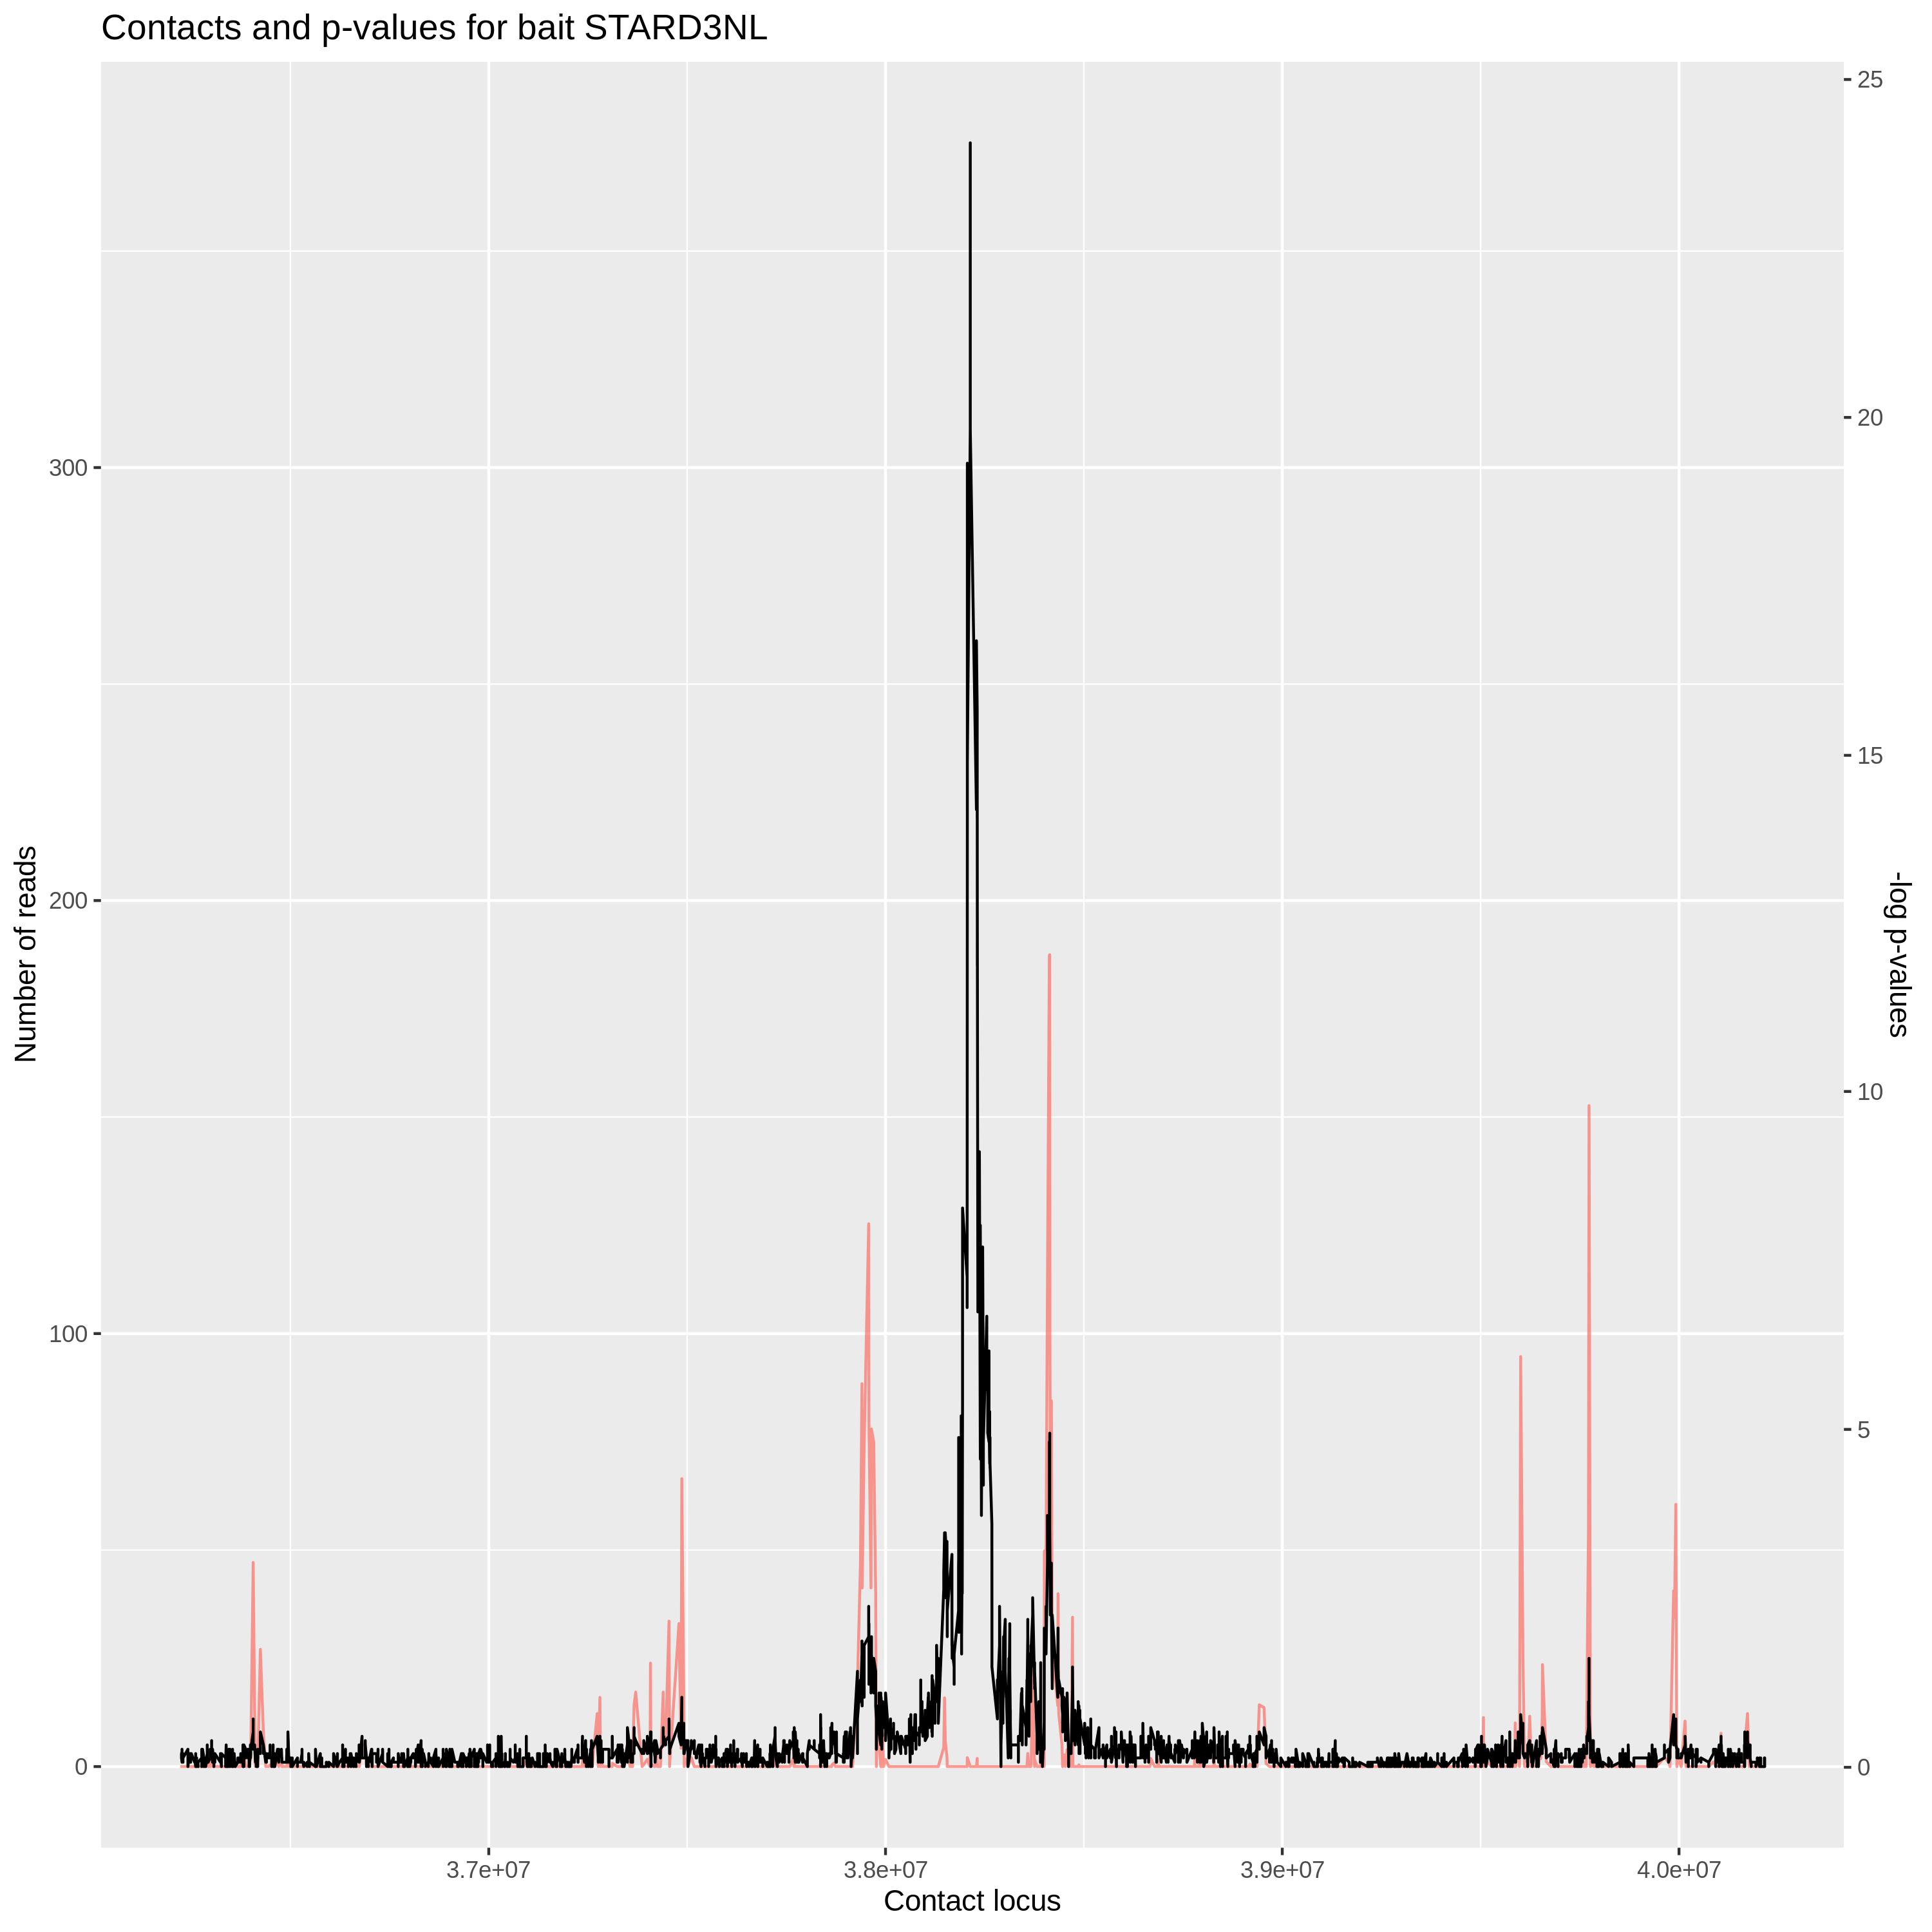 Contacts and p-values for bait STARD3NL
25
20
300
15
200
10
100
5
0
0
Number of reads
-log p-values
3.7e+07
3.8e+07
3.9e+07
4.0e+07
Contact locus